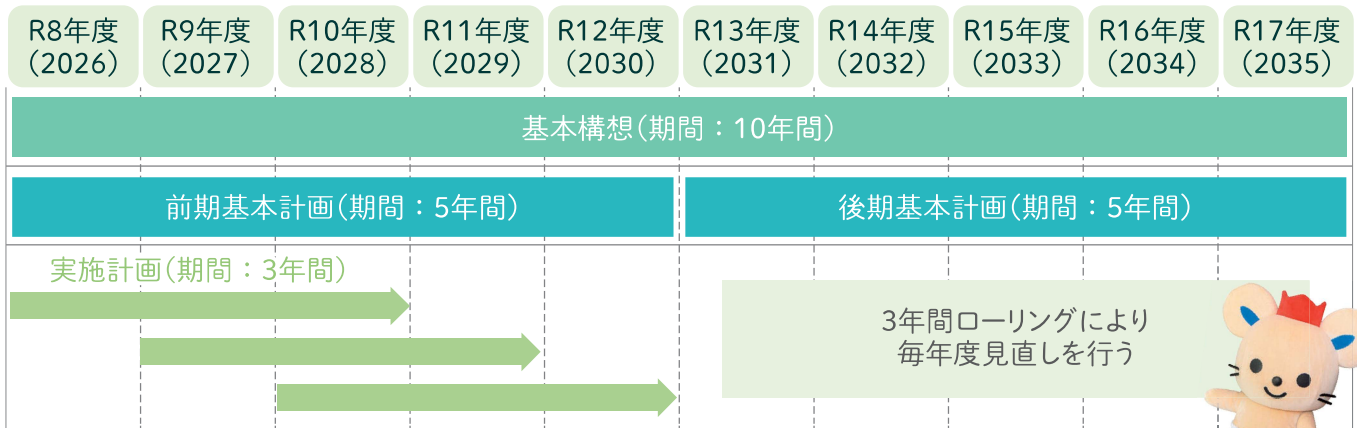 R8年度 R9年度 R10年度 R11年度 R12年度 R13年度 R14年度 R15年度 R16年度 R17年度
（2026） （2027） （2028） （2029） （2030） （2031） （2032） （2033） （2034） （2035）
基本構想（期間：10年間）
前期基本計画（期間：5年間） 後期基本計画（期間：5年間）
実施計画（期間：3年間）
3年間ローリングにより
毎年度見直しを行う